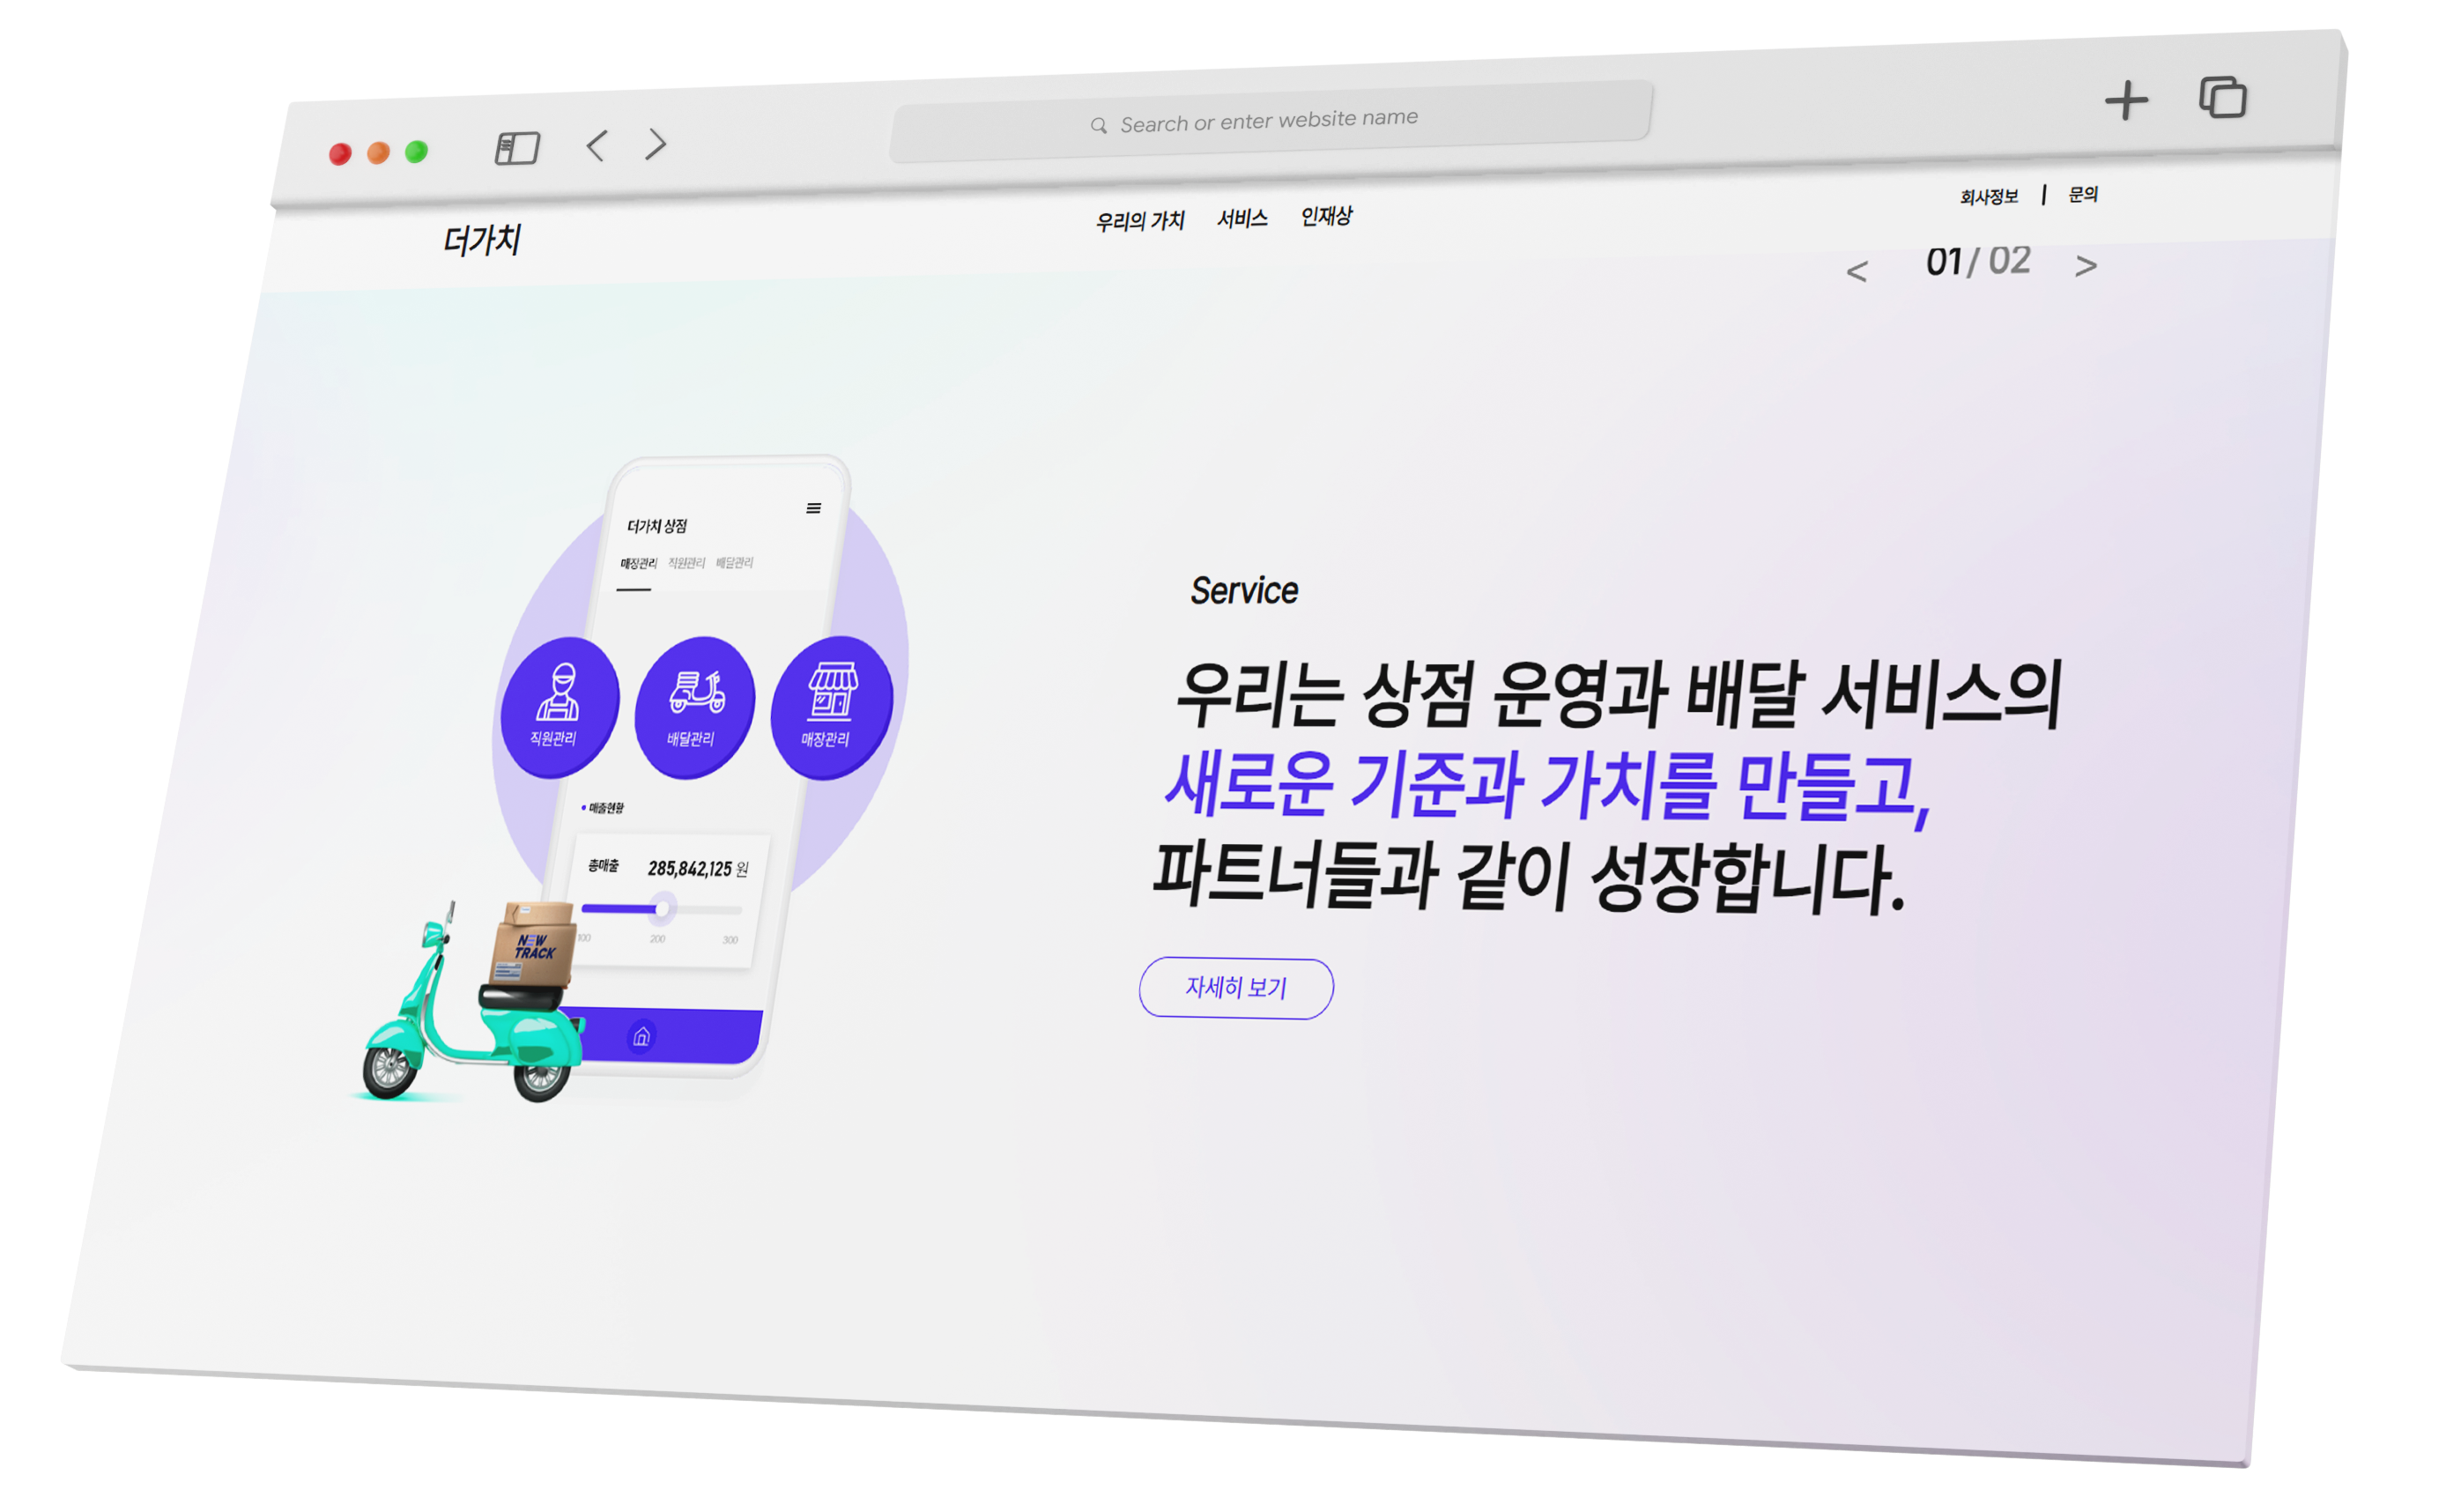 Search or enter website name
회사정보 | 문의
더가치
우리의 가치 서비스 인재상
< 01 / 02 >
더가치 상점
매장관리 직원관리 배달관리
직원관리 배달관리 매장관리
매출현황
총매출 285,842,125 원
100 200 300
NEW
TRACK
Service
우리는 상점 운영과 배달 서비스의
새로운 기준과 가치를 만들고,
파트너들과 같이 성장합니다.
자세히 보기